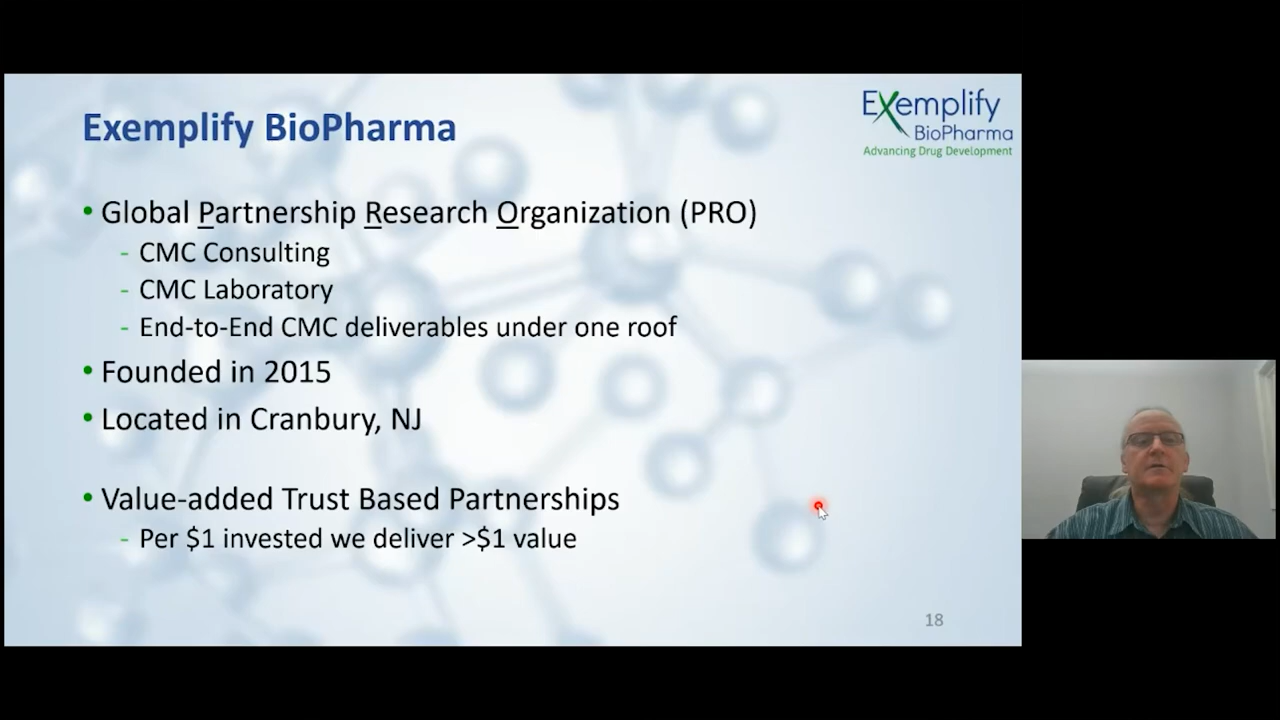 Exemplify BioPharma
Exemplify
BioPharma
Advancing Drug Development
• Global Partnership Research Organization (PRO)
- CMC Consulting
- CMC Laboratory
- End-to-End CMC deliverables under one roof
• Founded in 2015
• Located in Cranbury, NJ
• Value-added Trust Based Partnerships
- Per $1 invested we deliver >$1 value
18